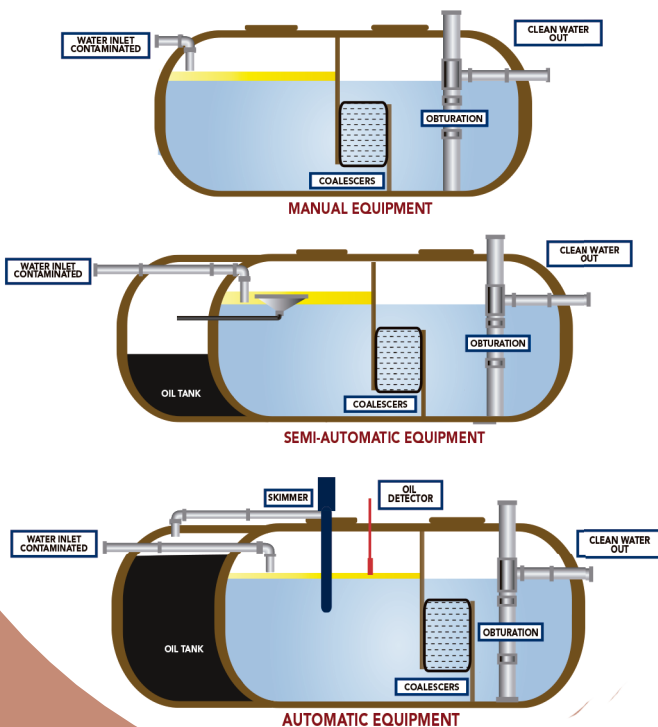 WATER INLET
CONTAMINATED
CLEAN WATER
OUT
OBTURATION
COALESCERS
MANUAL EQUIPMENT
WATER INLET
CONTAMINATED
CLEAN WATER
OUT
OBTURATION
OIL TANK
COALESCERS
SEMI-AUTOMATIC EQUIPMENT
SKIMMER
OIL
DETECTOR
WATER INLET
CONTAMINATED
CLEAN WATER
OUT
OBTURATION
OIL TANK
COALESCERS
AUTOMATIC EQUIPMENT